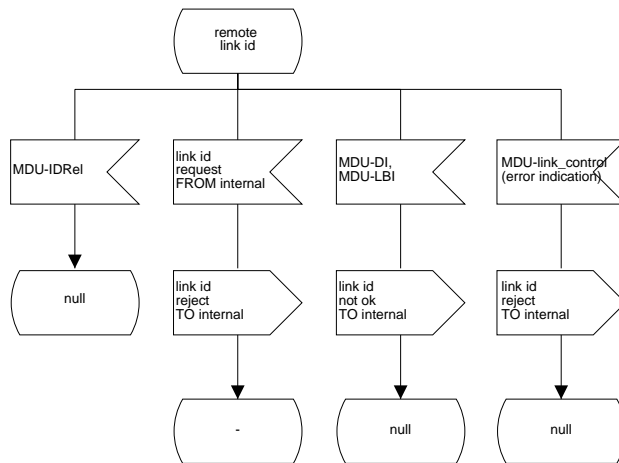 remote
link id
MDU-IDRel
link id
request
FROM internal
MDU-DI,
MDU-LBI
MDU-link_control
(error indication)
null
link id
reject
TO internal
link id
not ok
TO internal
link id
reject
TO internal
-
null
null